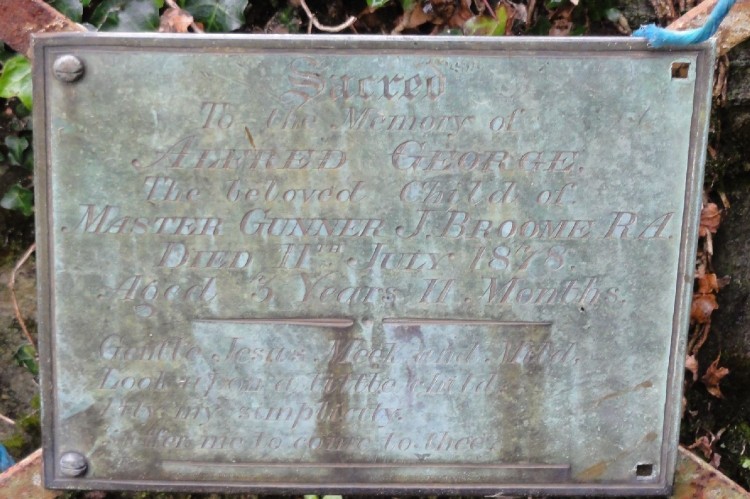 Sacred
To the Memory of
ALFRED GEORGE.
The beloved Child of
MASTER GUNNER J. BROOME R.A.
DIED 11TH JULY 1878.
Aged 5 Years 11 Months
Gentle Jesus, Meek and Mild,
Look upon a little child,
Pity my simplicity.
Suffer me to come to thee.